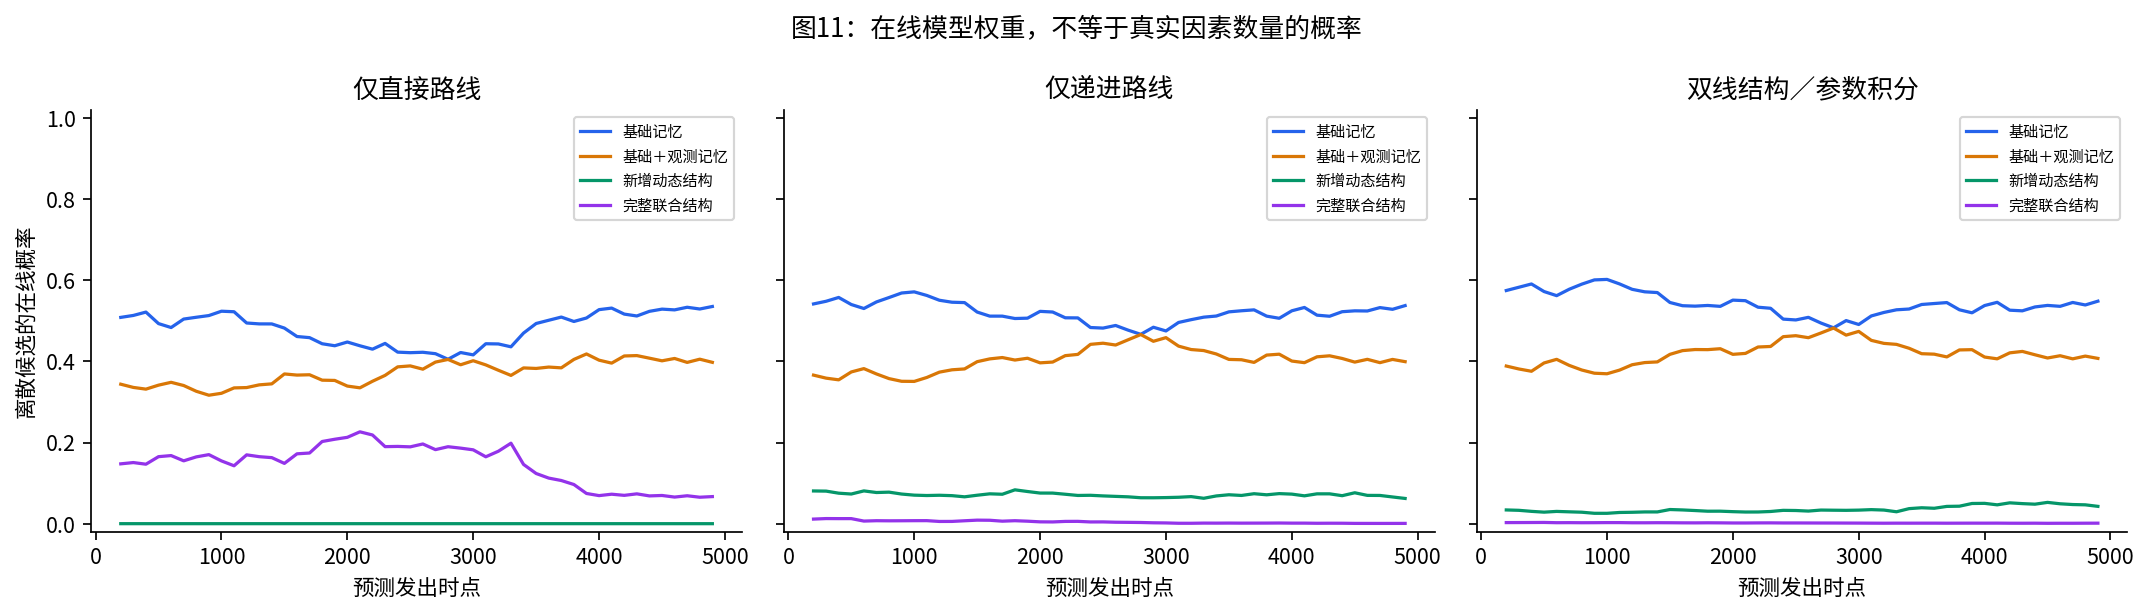 图11：在线模型权重，不等于真实因素数量的概率
仅直接路线
仅递进路线
双线结构／参数积分
离散候选的在线概率
1.0
0.8
0.6
0.4
0.2
0.0
基础记忆
基础＋观测记忆
新增动态结构
完整联合结构
基础记忆
基础＋观测记忆
新增动态结构
完整联合结构
基础记忆
基础＋观测记忆
新增动态结构
完整联合结构
0 1000 2000 3000 4000 5000
0 1000 2000 3000 4000 5000
0 1000 2000 3000 4000 5000
预测发出时点
预测发出时点
预测发出时点